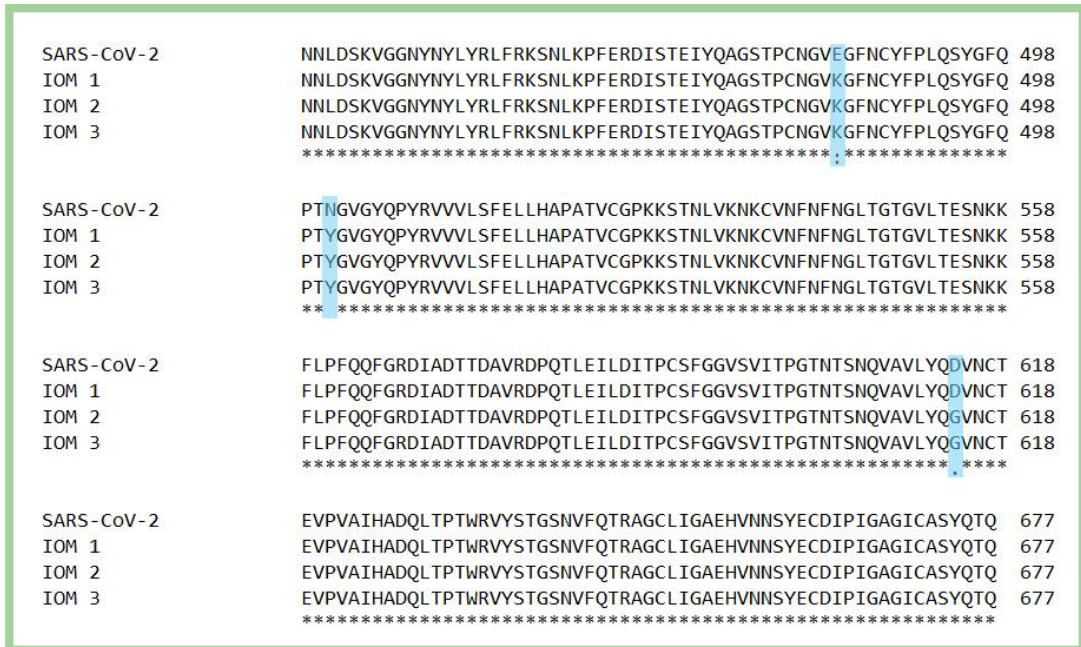 SARS-CoV-2 NNLDSKVGGNYNYLYRLFRKSNLKPFERDISTEIYQAGSTPCNGVEGFNCYFPLQSYGFQ 498
IOM 1 NNLDSKVGGNYNYLYRLFRKSNLKPFERDISTEIYQAGSTPCNGVKGFNCYFPLQSYGFQ 498
IOM 2 NNLDSKVGGNYNYLYRLFRKSNLKPFERDISTEIYQAGSTPCNGVKGFNCYFPLQSYGFQ 498
IOM 3 NNLDSKVGGNYNYLYRLFRKSNLKPFERDISTEIYQAGSTPCNGVKGFNCYFPLQSYGFQ 498
*********************************************:**************
SARS-CoV-2 PTNGVGYQPYRVVVLSFELLHAPATVCGPKKSTNLVKNKCVNFNFNGLTGTGVLTESNKK 558
IOM 1 PTYGVGYQPYRVVVLSFELLHAPATVCGPKKSTNLVKNKCVNFNFNGLTGTGVLTESNKK 558
IOM 2 PTYGVGYQPYRVVVLSFELLHAPATVCGPKKSTNLVKNKCVNFNFNGLTGTGVLTESNKK 558
IOM 3 PTYGVGYQPYRVVVLSFELLHAPATVCGPKKSTNLVKNKCVNFNFNGLTGTGVLTESNKK 558
** *********************************************************
SARS-CoV-2 FLPFQQFGRDIADTTDAVRDPQTLEILDITPCSFGGVSVITPGTNTSNQVAVLYQDVNCT 618
IOM 1 FLPFQQFGRDIADTTDAVRDPQTLEILDITPCSFGGVSVITPGTNTSNQVAVLYQDVNCT 618
IOM 2 FLPFQQFGRDIADTTDAVRDPQTLEILDITPCSFGGVSVITPGTNTSNQVAVLYQGVNCT 618
IOM 3 FLPFQQFGRDIADTTDAVRDPQTLEILDITPCSFGGVSVITPGTNTSNQVAVLYQGVNCT 618
*******************************************************.****
SARS-CoV-2 EVPVAIHADQLTPTWRVYSTGSNVFQTRAGCLIGAEHVNNSYECDIPIGAGICASYQTQ 677
IOM 1 EVPVAIHADQLTPTWRVYSTGSNVFQTRAGCLIGAEHVNNSYECDIPIGAGICASYQTQ 677
IOM 2 EVPVAIHADQLTPTWRVYSTGSNVFQTRAGCLIGAEHVNNSYECDIPIGAGICASYQTQ 677
IOM 3 EVPVAIHADQLTPTWRVYSTGSNVFQTRAGCLIGAEHVNNSYECDIPIGAGICASYQTQ 677
***********************************************************